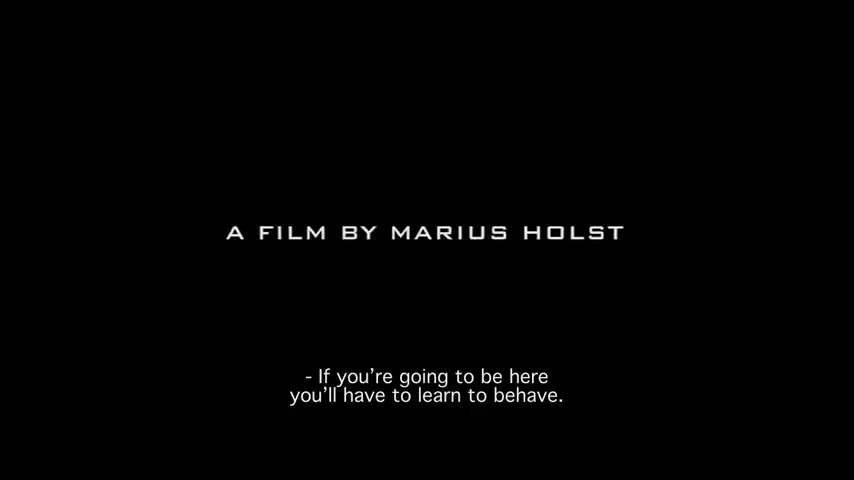 A FILM BY MARIUS HOLST
- If you’re going to be here
you’ll have to learn to behave.